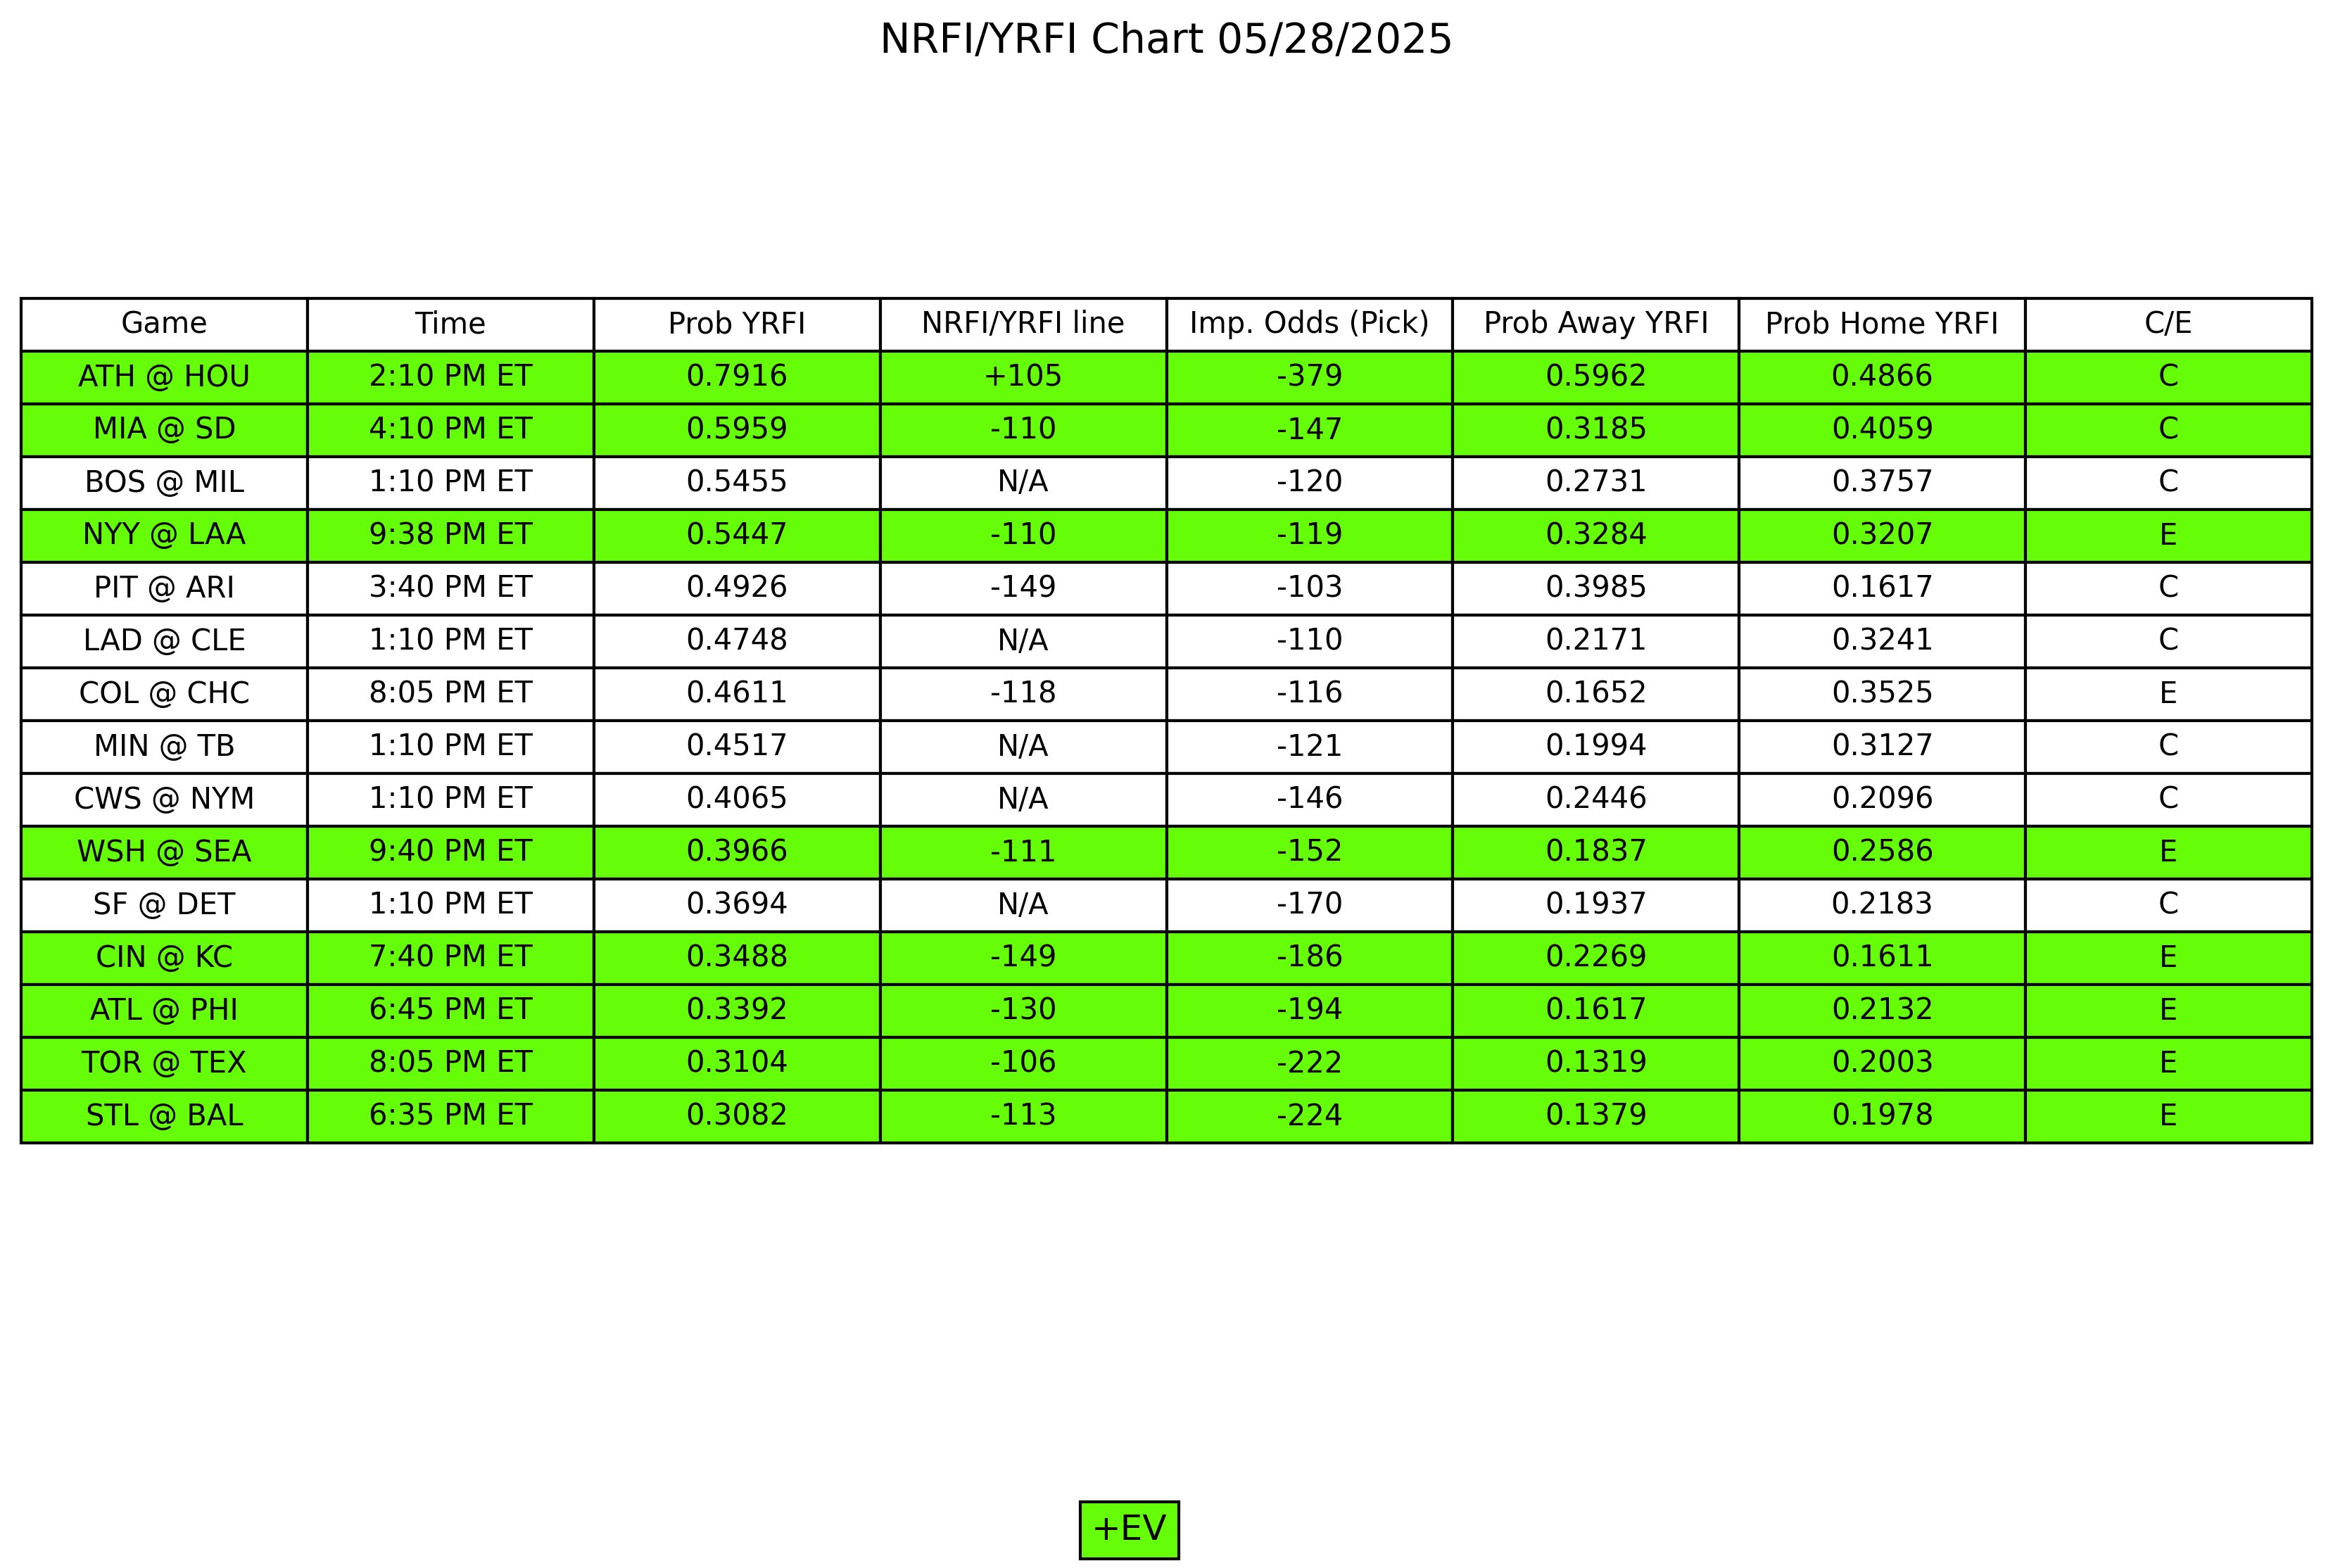 NRFI/YRFI Chart 05/28/2025
Game Time Prob YRFI NRFI/YRFI line Imp. Odds (Pick) Prob Away YRFI Prob Home YRFI C/E
ATH @ HOU 2:10 PM ET 0.7916 +105 -379 0.5962 0.4866 C
MIA @ SD 4:10 PM ET 0.5959 -110 -147 0.3185 0.4059 C
BOS @ MIL 1:10 PM ET 0.5455 N/A -120 0.2731 0.3757 C
NYY @ LAA 9:38 PM ET 0.5447 -110 -119 0.3284 0.3207 E
PIT @ ARI 3:40 PM ET 0.4926 -149 -103 0.3985 0.1617 C
LAD @ CLE 1:10 PM ET 0.4748 N/A -110 0.2171 0.3241 C
COL @ CHC 8:05 PM ET 0.4611 -118 -116 0.1652 0.3525 E
MIN @ TB 1:10 PM ET 0.4517 N/A -121 0.1994 0.3127 C
CWS @ NYM 1:10 PM ET 0.4065 N/A -146 0.2446 0.2096 C
WSH @ SEA 9:40 PM ET 0.3966 -111 -152 0.1837 0.2586 E
SF @ DET 1:10 PM ET 0.3694 N/A -170 0.1937 0.2183 C
CIN @ KC 7:40 PM ET 0.3488 -149 -186 0.2269 0.1611 E
ATL @ PHI 6:45 PM ET 0.3392 -130 -194 0.1617 0.2132 E
TOR @ TEX 8:05 PM ET 0.3104 -106 -222 0.1319 0.2003 E
STL @ BAL 6:35 PM ET 0.3082 -113 -224 0.1379 0.1978 E
+EV